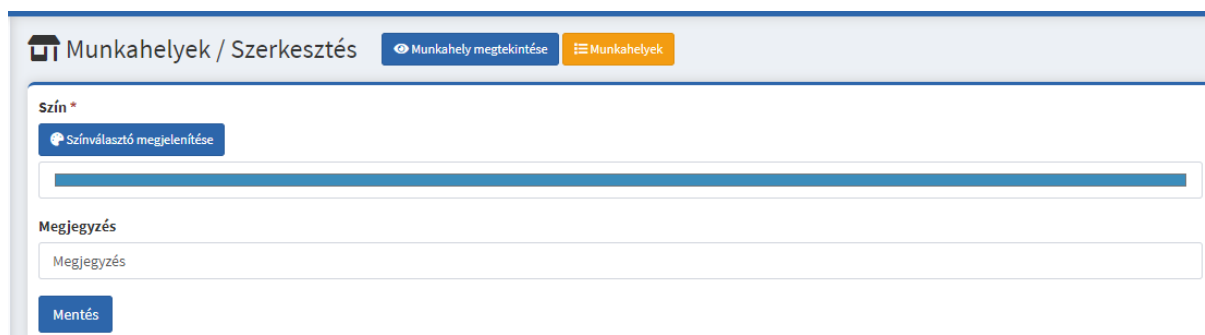 Munkahelyek / Szerkesztés Munkahely megtekintése Munkahelyek
Szín *
Színválasztó megjelenítése
Megjegyzés
Megjegyzés
Mentés